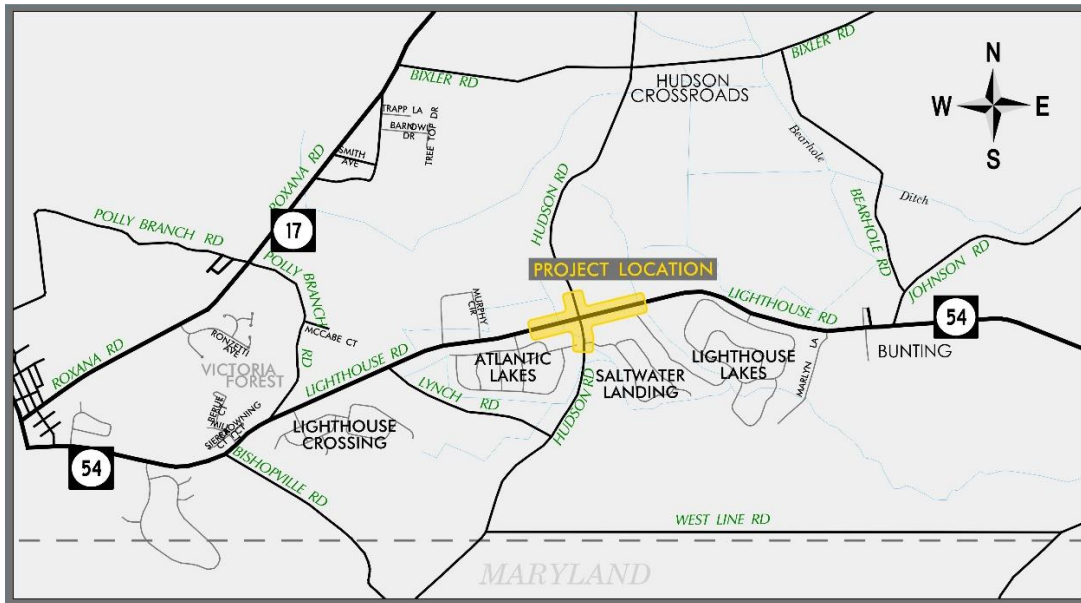 BIXLER RD
BIXLER RD
HUDSON
CROSSROADS
N
W E
S
TRAPP LA
DR
TREE TOP DR
SMITH
AVE
ROXANA RD
17
HUDSON RD
Bearhole
Ditch
BEARHOLE RD
JOHNSON RD
POLLY BRANCH RD
POLLY BRANCH
RD
MCCABE CT
PROJECT LOCATION
MURPHY
CIR
LIGHTHOUSE RD
54
BUNTING
ROXANA RD
RONZETTI
AVE
VICTORIA
FOREST
LIGHTHOUSE RD
ATLANTIC
LAKES
LYNCH RD
HUDSON RD
SALTWATER
LANDING
LIGHTHOUSE
LAKES
MARLYN LA
LIGHTHOUSE
CROSSING
54
BISHOPVILLE RD
WEST LINE RD
MARYLAND